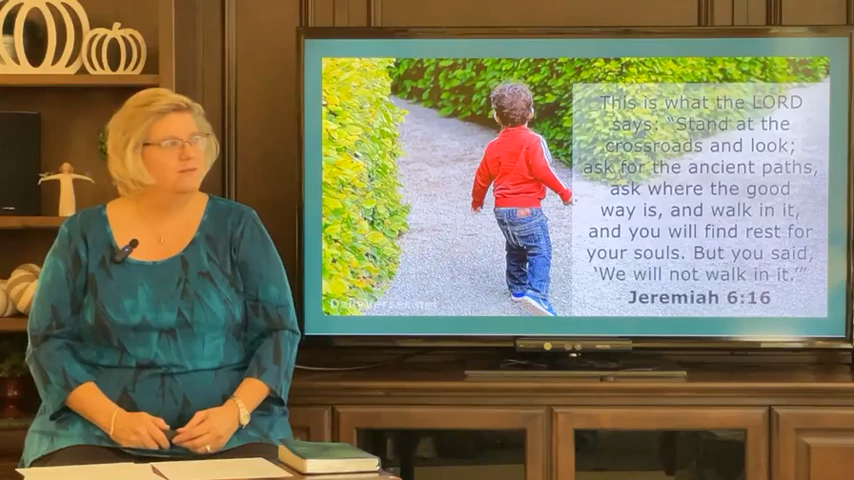 This is what the LORD
says: "Stand at the
crossroads and look;
ask for the ancient paths,
ask where the good
way is, and walk in it,
and you will find rest for
your souls. But you said,
'We will not walk in it.'"
Jeremiah 6:16
DailyVerses.net